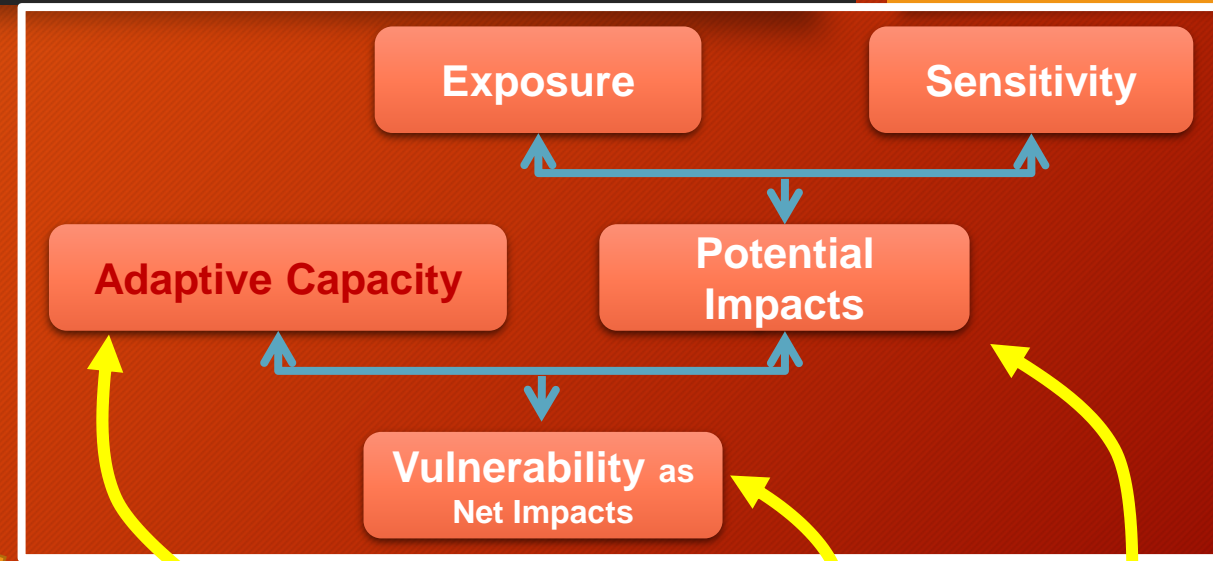 Exposure
Sensitivity
Adaptive Capacity
Potential
Impacts
Vulnerability as
Net Impacts